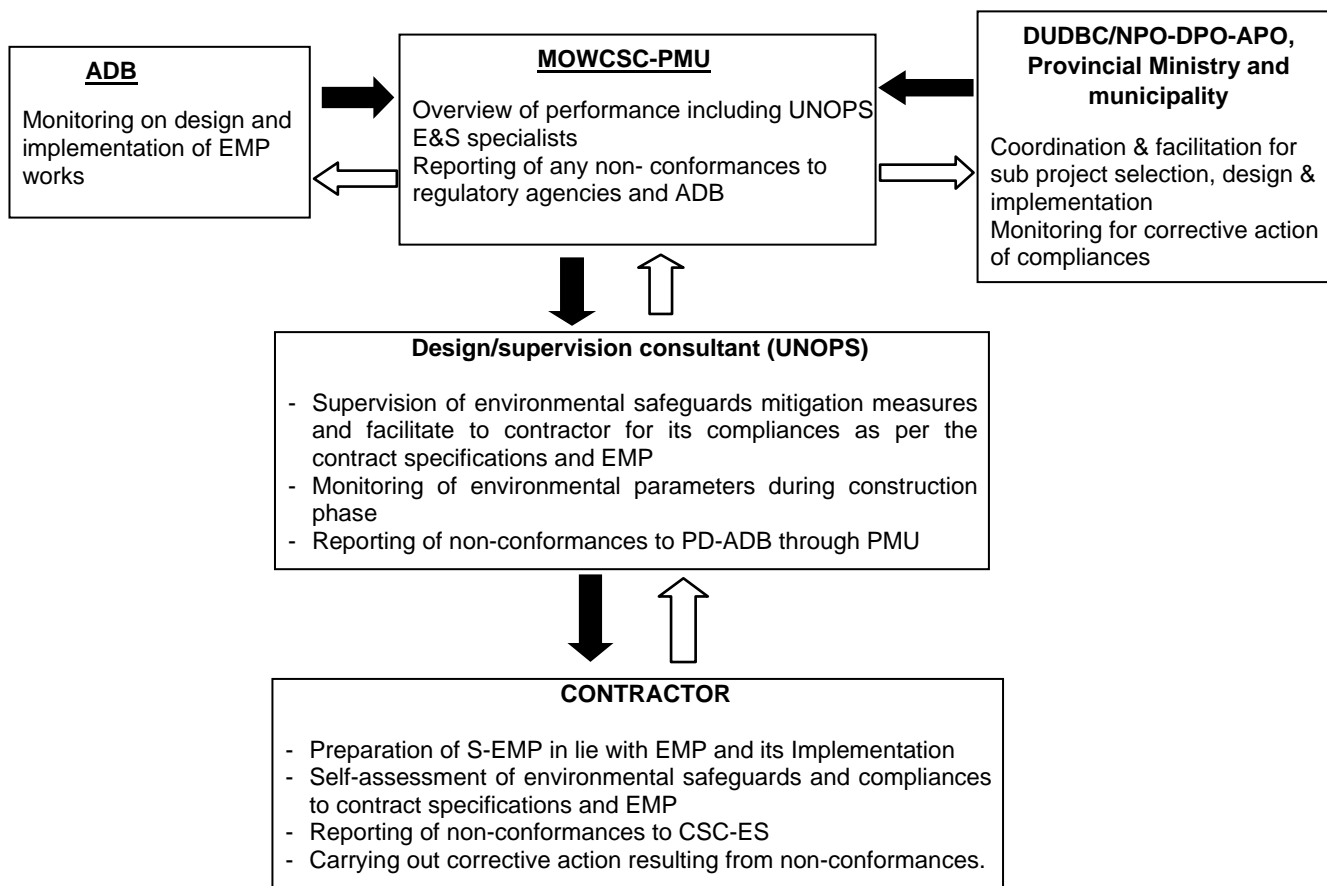 ADB
Monitoring on design and
implementation of EMP
works
MOWCSC-PMU
Overview of performance including UNOPS
E&S specialists
Reporting of any non- conformances to
regulatory agencies and ADB
DUDBC/NPO-DPO-APO,
Provincial Ministry and
municipality
Coordination & facilitation for
sub project selection, design &
implementation
Monitoring for corrective action
of compliances
Design/supervision consultant (UNOPS)
- Supervision of environmental safeguards mitigation measures
and facilitate to contractor for its compliances as per the
contract specifications and EMP
- Monitoring of environmental parameters during construction
phase
- Reporting of non-conformances to PD-ADB through PMU
CONTRACTOR
- Preparation of S-EMP in lie with EMP and its Implementation
- Self-assessment of environmental safeguards and compliances
to contract specifications and EMP
- Reporting of non-conformances to CSC-ES
- Carrying out corrective action resulting from non-conformances.